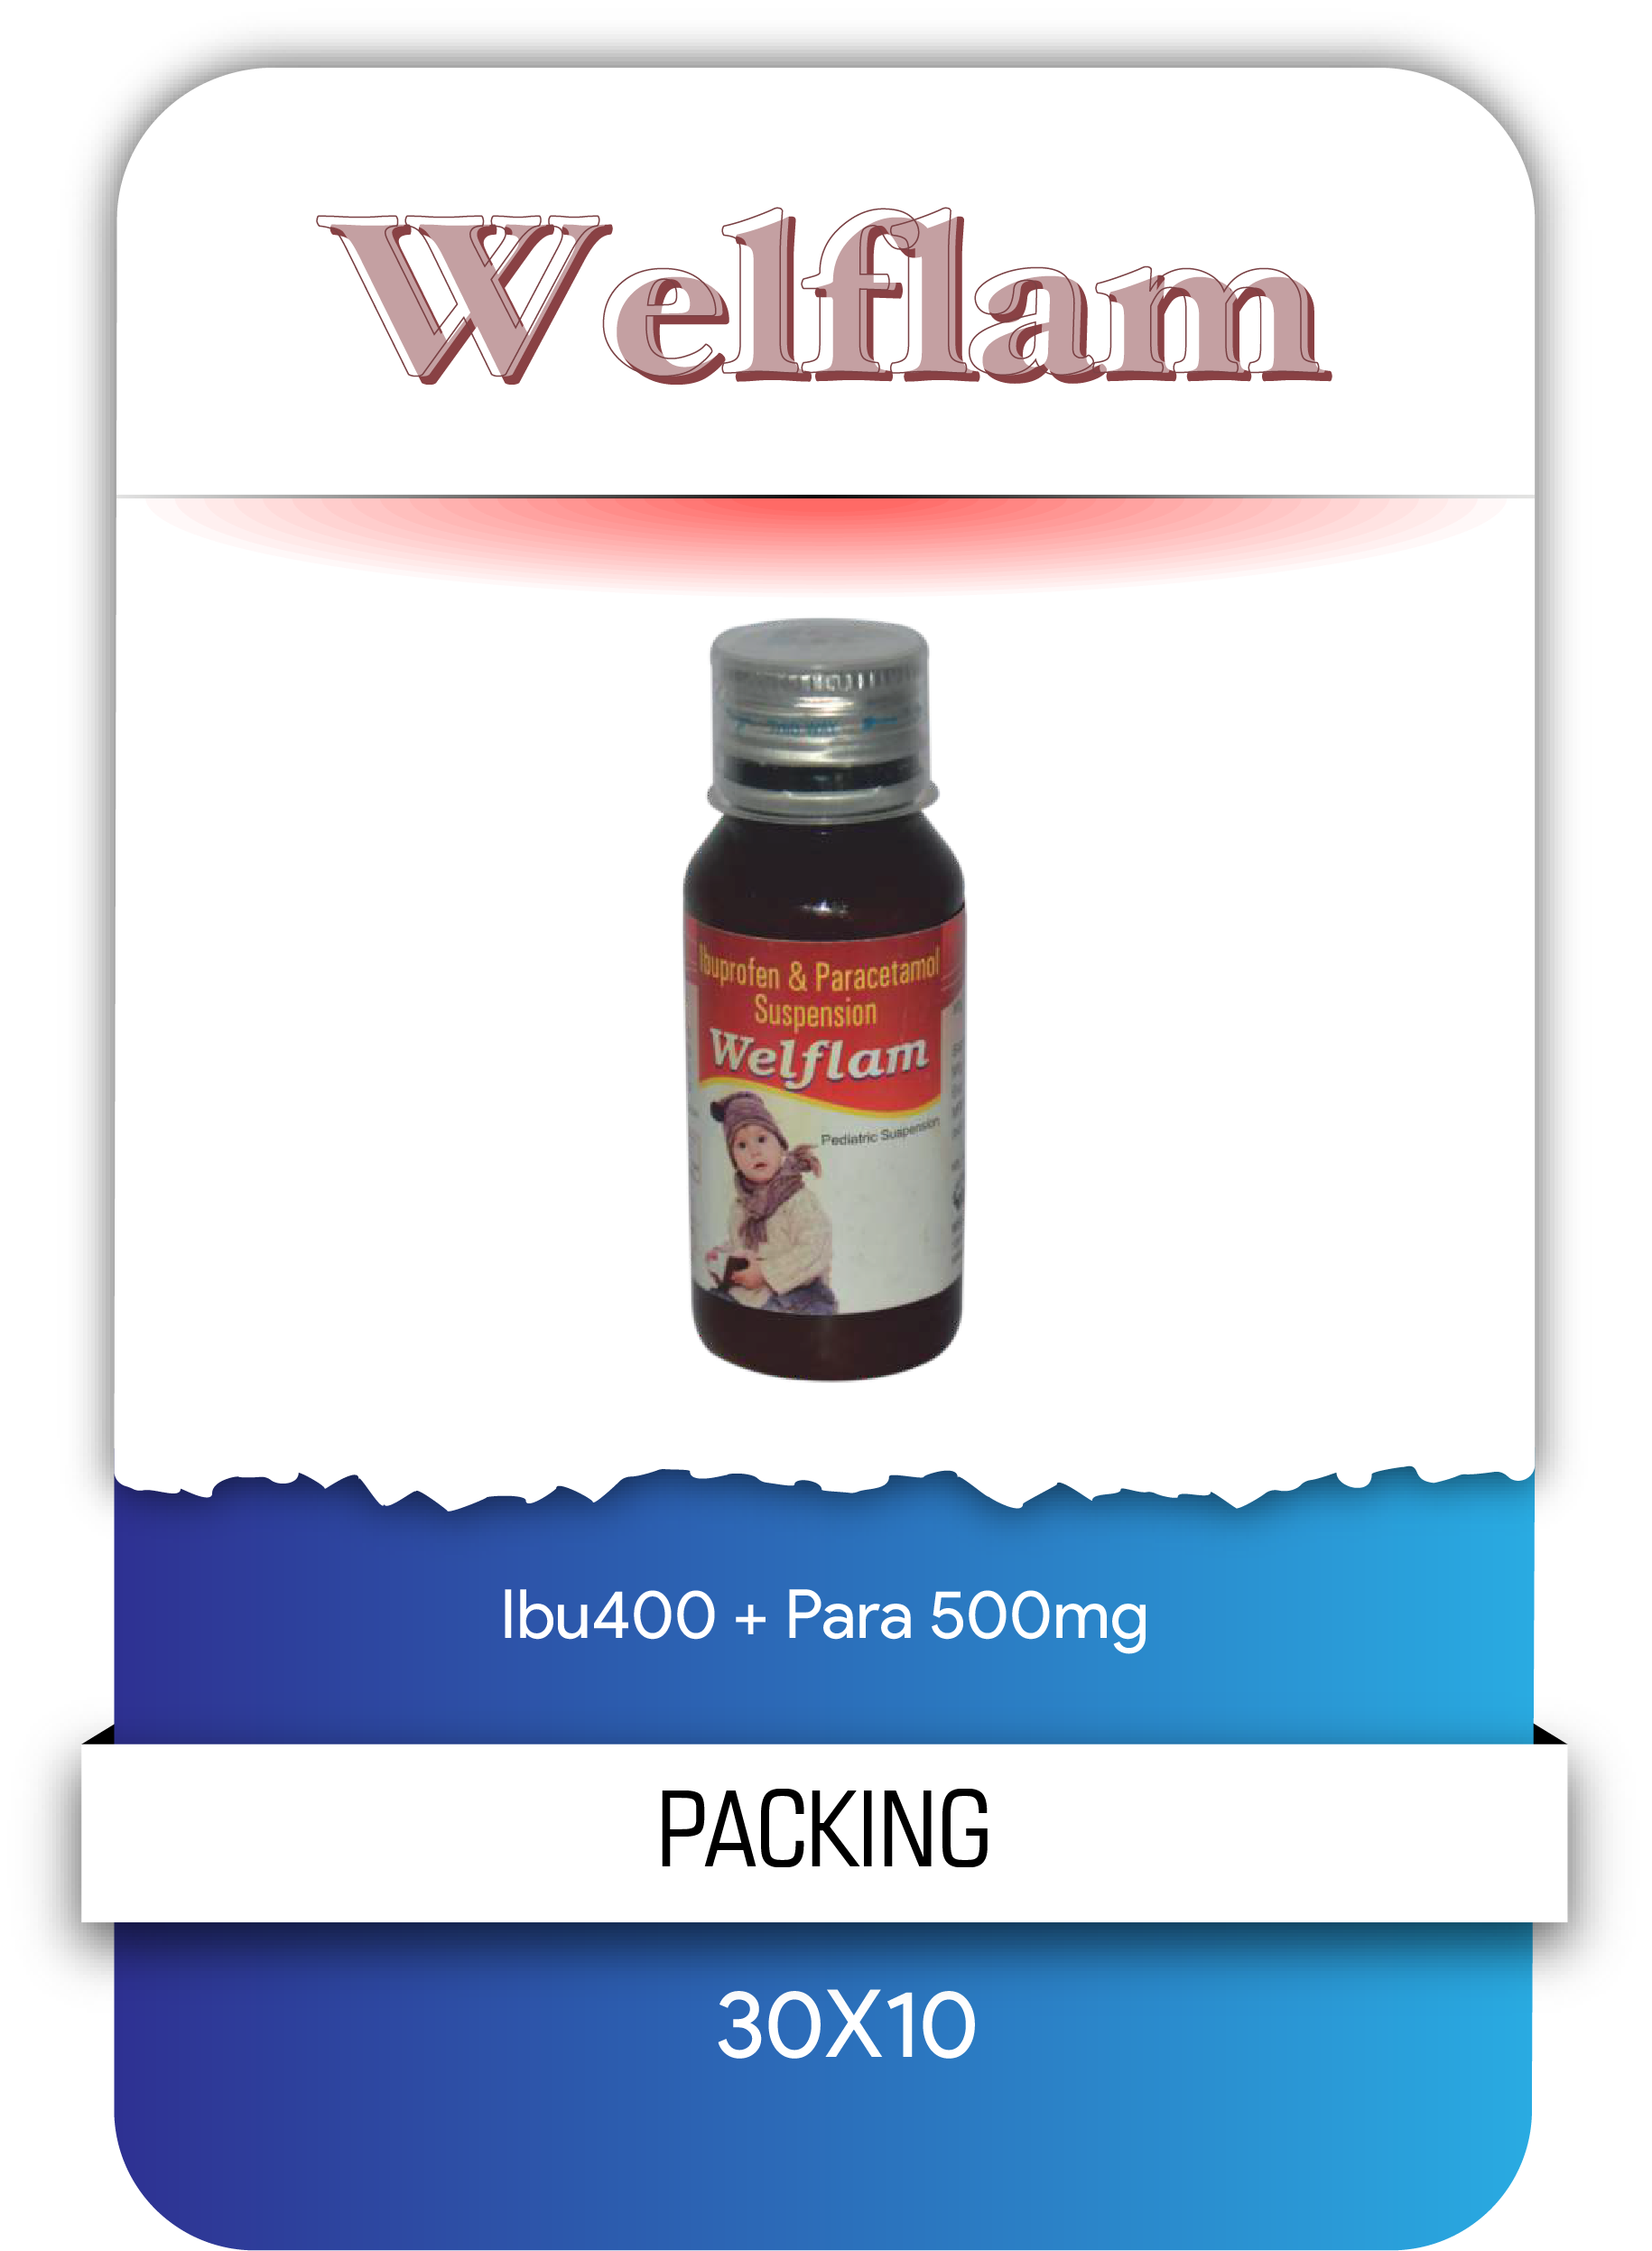 Welflam
Ibuprofen & Paracetamol
Suspension
Welflam
Pediatric Suspension
Ibu400 + Para 500mg
PACKING
30X10